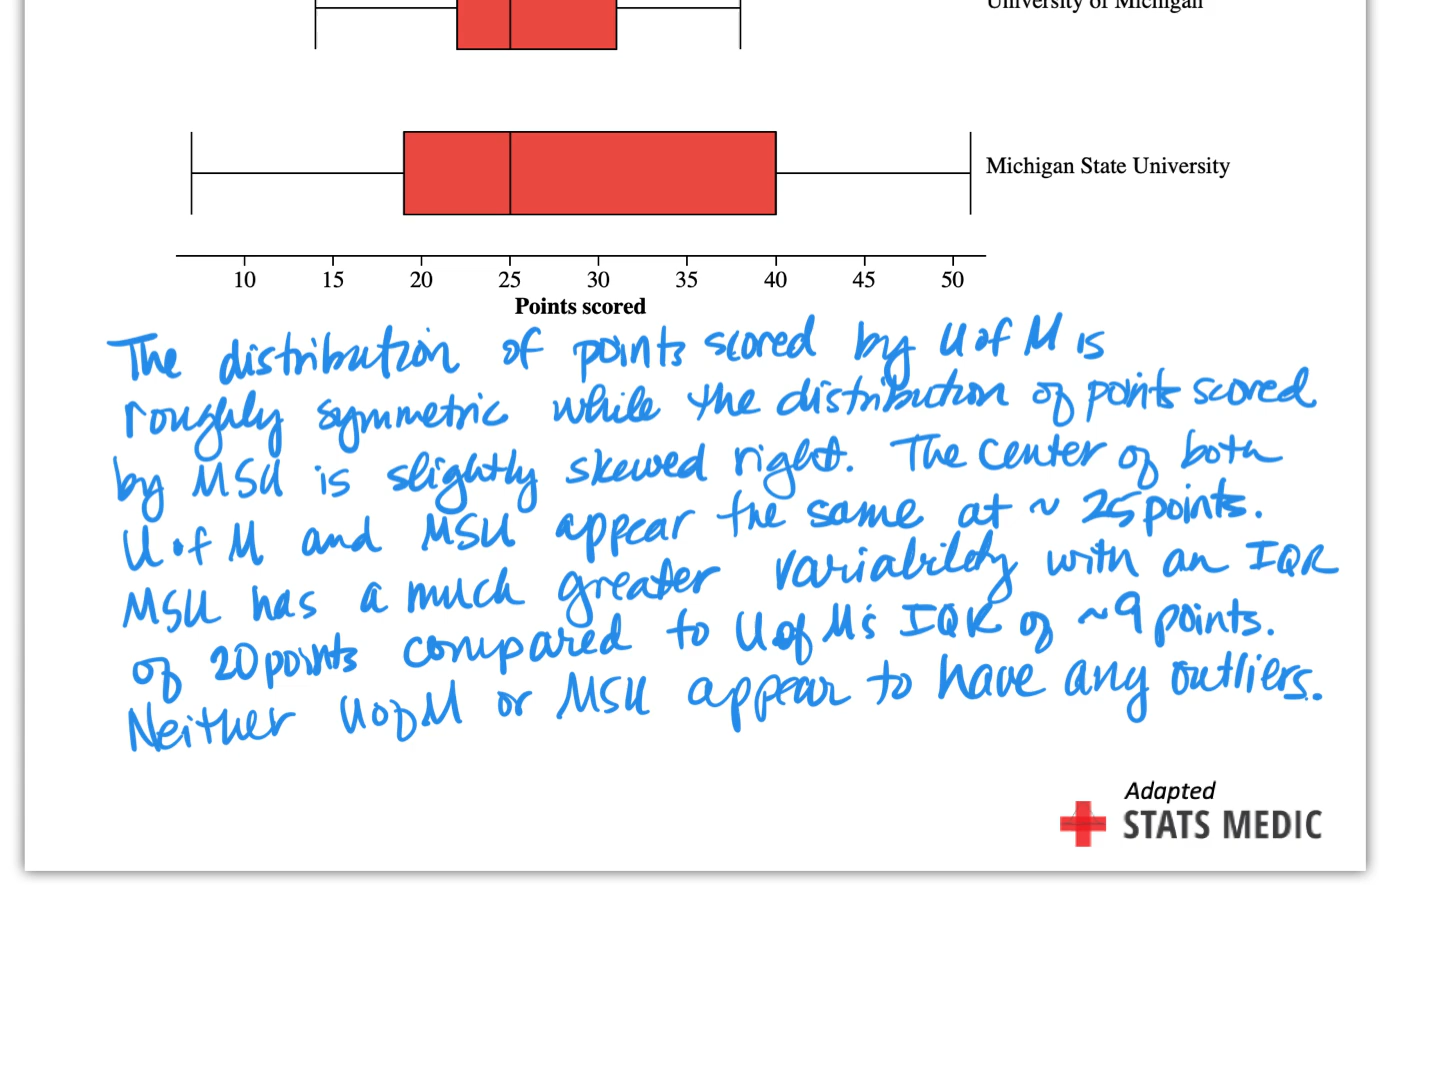 University of Michigan
Michigan State University
10 15 20 25 30 35 40 45 50
Points scored
The distribution of points scored by U of M is
roughly symmetric while the distribution of points scored
by MSU is slightly skewed right. The center of both
U of M and MSU appear the same at ~ 25 points.
MSU has a much greater variability with an IQR
of 20 points compared to U of M's IQR of ~9 points.
Neither U of M or MSU appear to have any outliers.
Adapted
STATS MEDIC